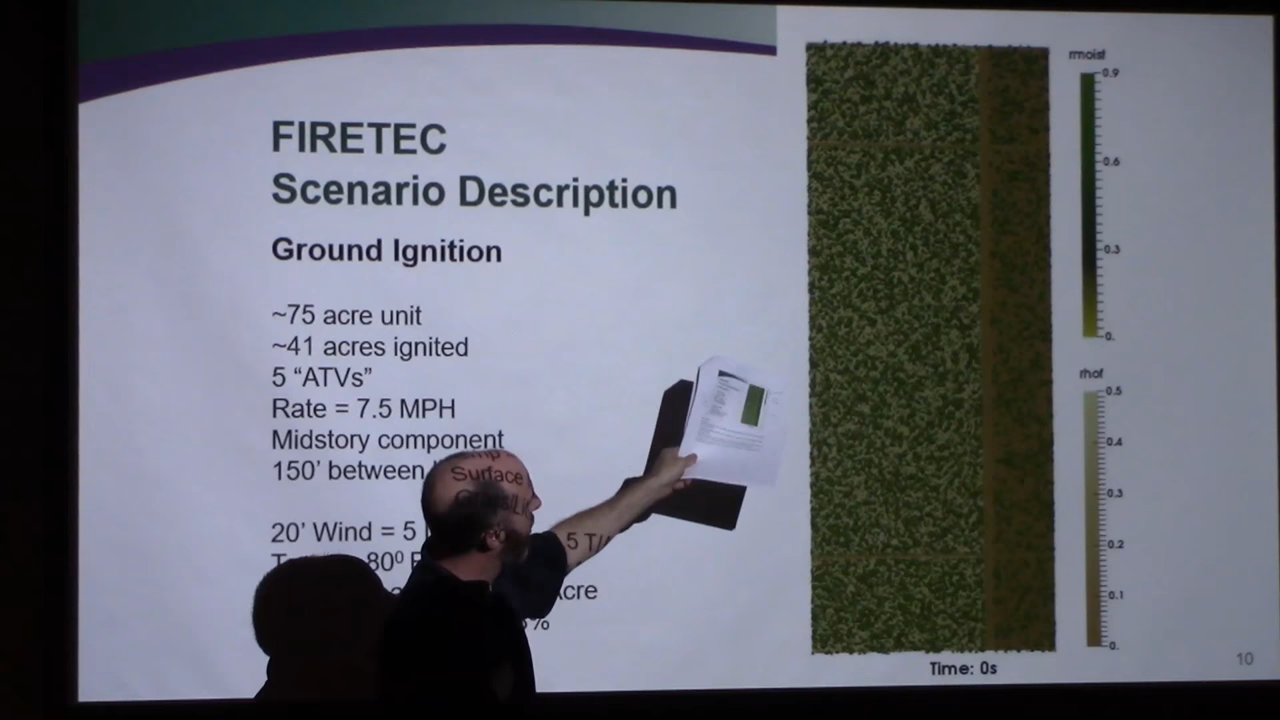 FIRETEC
Scenario Description
Ground Ignition
~75 acre unit
~41 acres ignited
5 “ATVs”
Rate = 7.5 MPH
Midstory component
150’ between
Surface
20’ Wind = 5
5 T/
80⁰ F
Acre
%
rmoist
0.9
0.6
0.3
0.
rhof
0.5
0.4
0.3
0.2
0.1
0.
Time: 0s
10